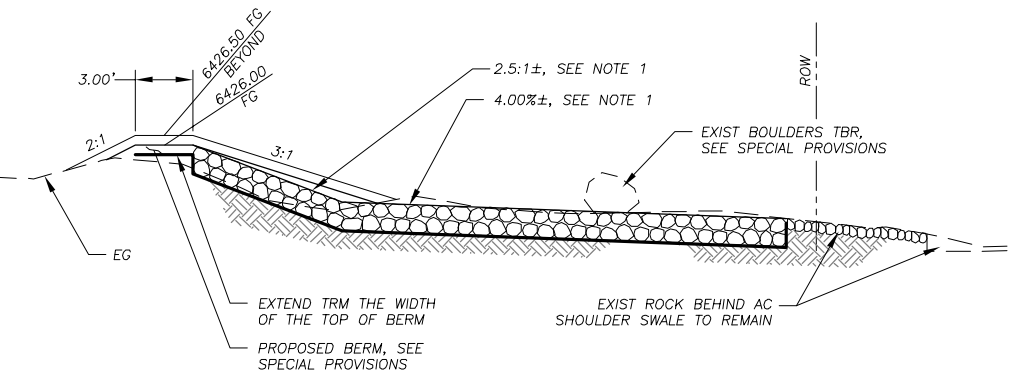 6426.50 FG
BEYOND
6426.00
FG
3.00'
2:1
3:1
2.5:1±, SEE NOTE 1
4.00%±, SEE NOTE 1
ROW
EXIST BOULDERS TBR,
SEE SPECIAL PROVISIONS
EG
EXTEND TRM THE WIDTH
OF THE TOP OF BERM
PROPOSED BERM, SEE
SPECIAL PROVISIONS
EXIST ROCK BEHIND AC
SHOULDER SWALE TO REMAIN